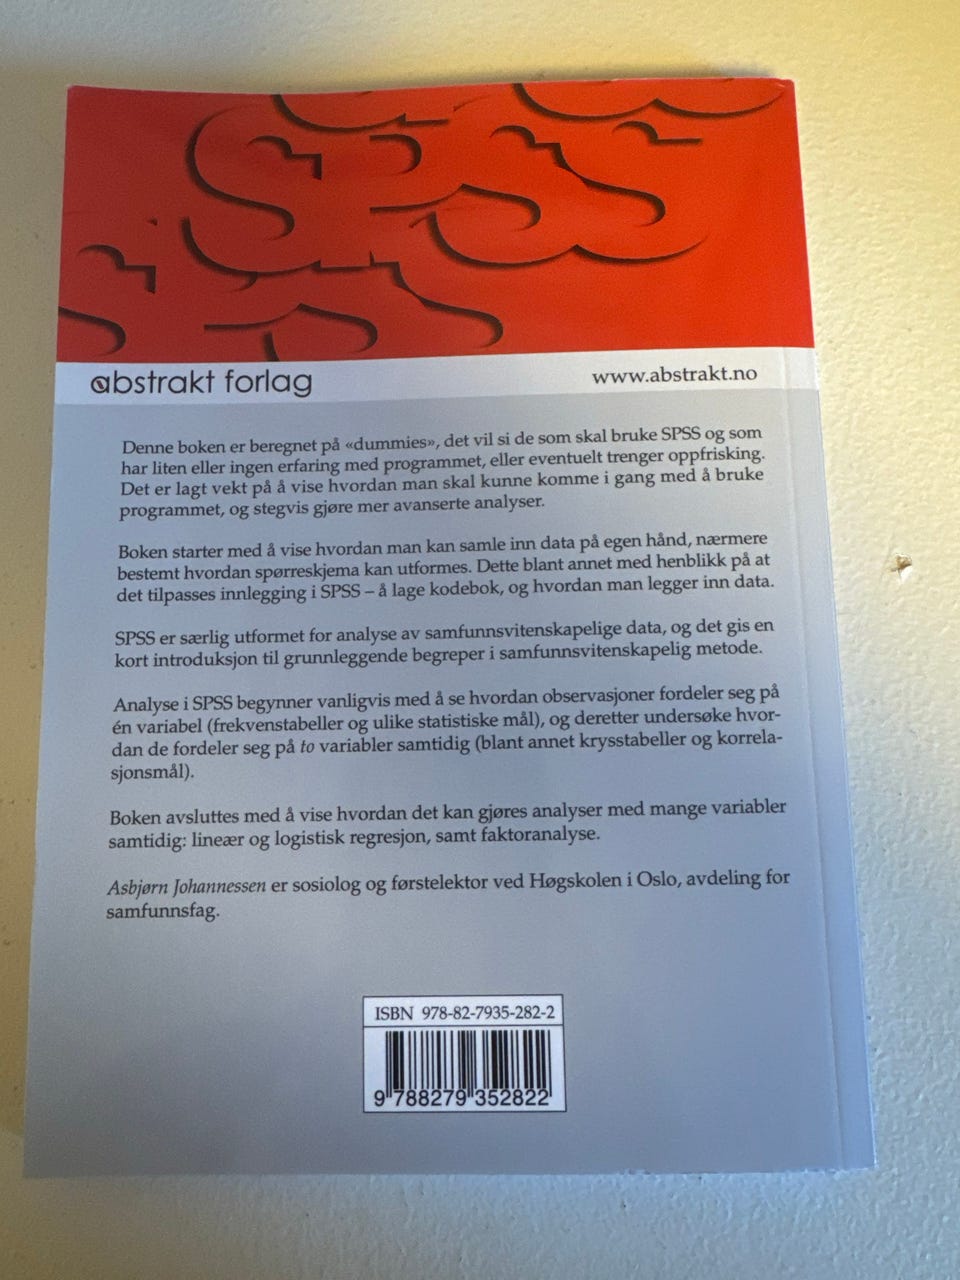 SPSS
abstrakt forlag
www.abstrakt.no
Denne boken er beregnet på «dummies», det vil si de som skal bruke SPSS og som
har liten eller ingen erfaring med programmet, eller eventuelt trenger oppfrisking.
Det er lagt vekt på å vise hvordan man skal kunne komme i gang med å bruke
programmet, og stegvis gjøre mer avanserte analyser.
Boken starter med å vise hvordan man kan samle inn data på egen hånd, nærmere
bestemt hvordan spørreskjema kan utformes. Dette blant annet med henblikk på at
det tilpasses innlegging i SPSS – å lage kodebok, og hvordan man legger inn data.
SPSS er særlig utformet for analyse av samfunnsvitenskapelige data, og det gis en
kort introduksjon til grunnleggende begreper i samfunnsvitenskapelig metode.
Analyse i SPSS begynner vanligvis med å se hvordan observasjoner fordeler seg på
én variabel (frekvenstabeller og ulike statistiske mål), og deretter undersøke hvor-
dan de fordeler seg på to variabler samtidig (blant annet krysstabeller og korrela-
sjonsmål).
Boken avsluttes med å vise hvordan det kan gjøres analyser med mange variabler
samtidig: lineær og logistisk regresjon, samt faktoranalyse.
Asbjørn Johannessen er sosiolog og førstelektor ved Høgskolen i Oslo, avdeling for
samfunnsfag.
ISBN 978-82-7935-282-2
9 788279 352822